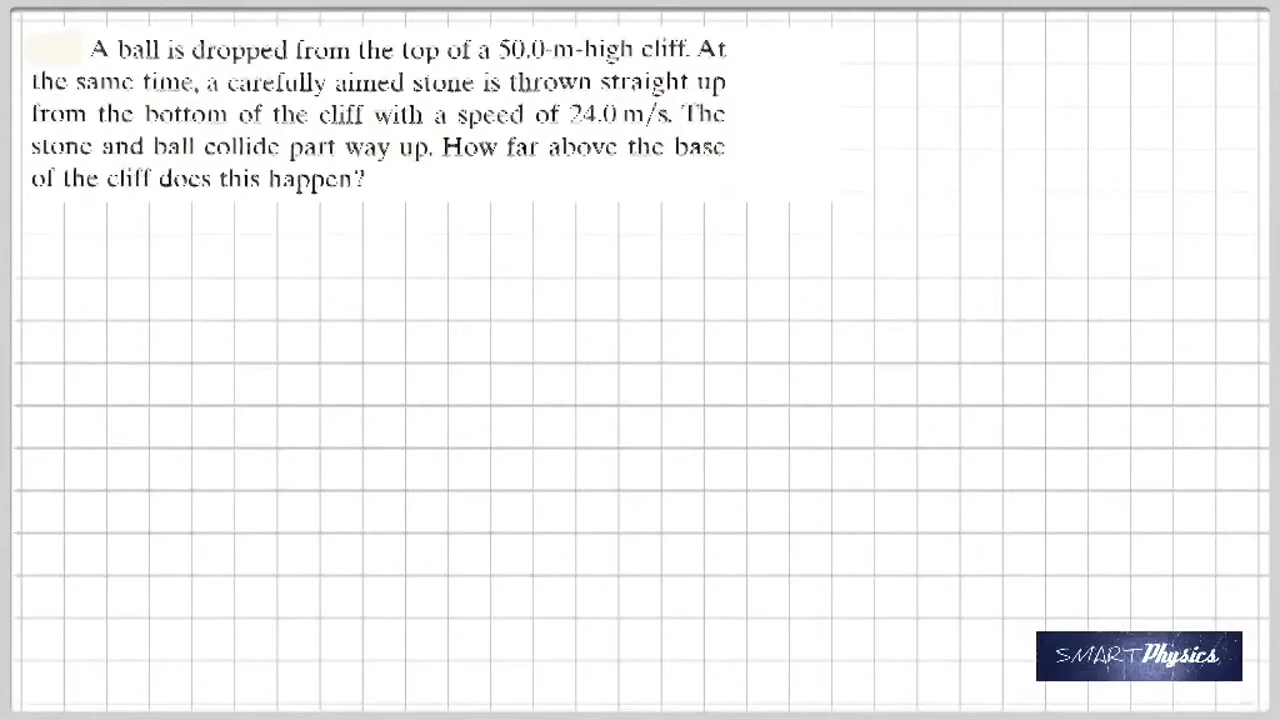 A ball is dropped from the top of a 50.0-m-high cliff. At
the same time, a carefully aimed stone is thrown straight up
from the bottom of the cliff with a speed of 24.0 m/s. The
stone and ball collide part way up. How far above the base
of the cliff does this happen?
SMART Physics